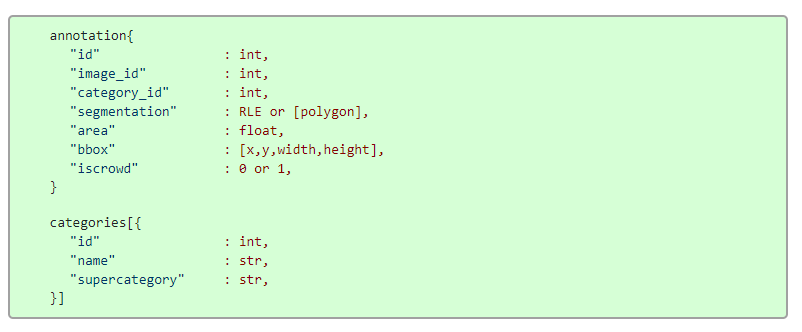 annotation{
"id" : int,
"image_id" : int,
"category_id" : int,
"segmentation" : RLE or [polygon],
"area" : float,
"bbox" : [x,y,width,height],
"iscrowd" : 0 or 1,
}
categories[{
"id" : int,
"name" : str,
"supercategory" : str,
}]